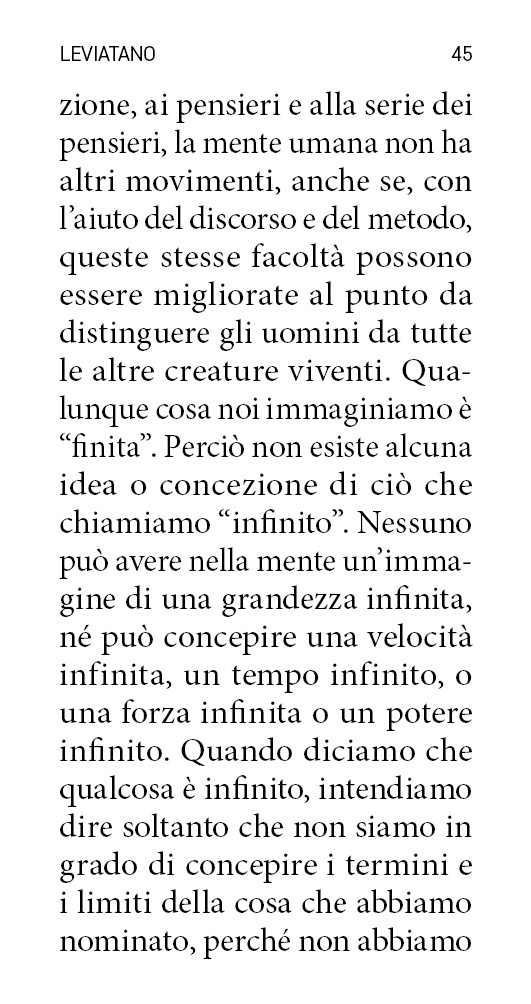 LEVIATANO 45
zione, ai pensieri e alla serie dei
pensieri, la mente umana non ha
altri movimenti, anche se, con
l’aiuto del discorso e del metodo,
queste stesse facoltà possono
essere migliorate al punto da
distinguere gli uomini da tutte
le altre creature viventi. Qua-
lunque cosa noi immaginiamo è
“finita”. Perciò non esiste alcuna
idea o concezione di ciò che
chiamiamo “infinito”. Nessuno
può avere nella mente un’imma-
gine di una grandezza infinita,
né può concepire una velocità
infinita, un tempo infinito, o
una forza infinita o un potere
infinito. Quando diciamo che
qualcosa è infinito, intendiamo
dire soltanto che non siamo in
grado di concepire i termini e
i limiti della cosa che abbiamo
nominato, perché non abbiamo